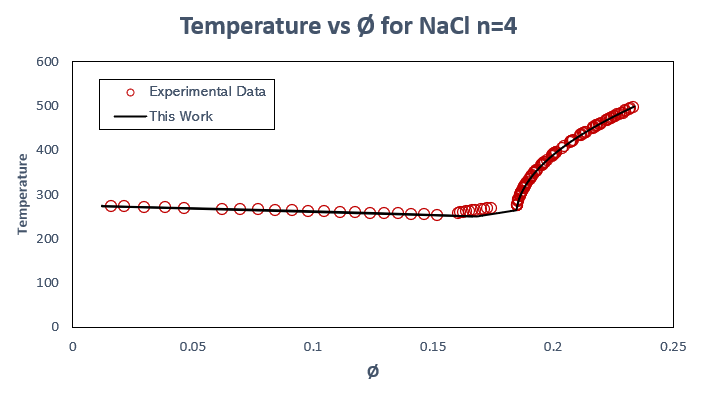 Temperature vs Ø for NaCl n=4
600
500
400
300
200
100
0
Temperature
Experimental Data
This Work
0
0.05
0.1
0.15
0.2
0.25
Ø